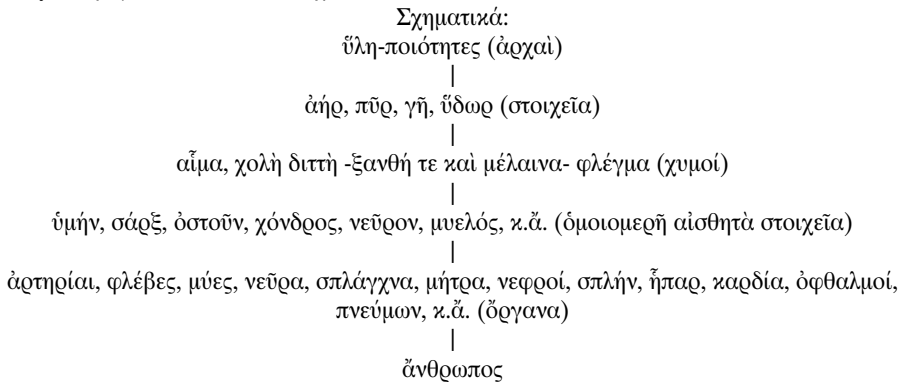 Σχηματικά:
ὕλη-ποιότητες (ἀρχαὶ)
|
ἀήρ, πῦρ, γῆ, ὕδωρ (στοιχεῖα)
|
αἷμα, χολὴ διττὴ -ξανθή τε καὶ μέλαινα- φλέγμα (χυμοί)
|
ὑμήν, σάρξ, ὀστοῦν, χόνδρος, νεῦρον, μυελός, κ.ἄ. (ὁμοιομερῆ αἰσθητὰ στοιχεῖα)
|
ἀρτηρίαι, φλέβες, μύες, νεῦρα, σπλάγχνα, μήτρα, νεφροί, σπλήν, ἧπαρ, καρδία, ὀφθαλμοί,
πνεύμων, κ.ἄ. (ὄργανα)
|
ἄνθρωπος